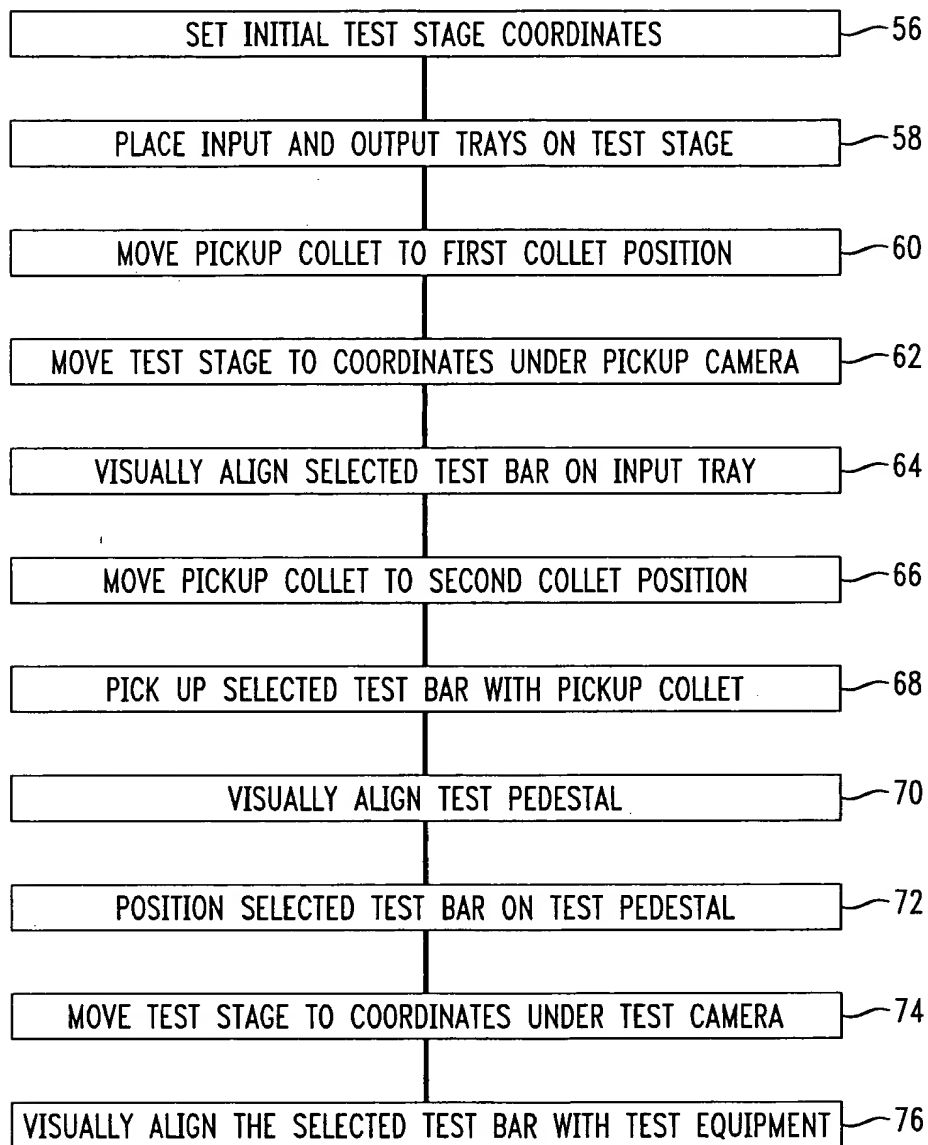 SET INITIAL TEST STAGE COORDINATES 56
PLACE INPUT AND OUTPUT TRAYS ON TEST STAGE 58
MOVE PICKUP COLLET TO FIRST COLLET POSITION 60
MOVE TEST STAGE TO COORDINATES UNDER PICKUP CAMERA 62
VISUALLY ALIGN SELECTED TEST BAR ON INPUT TRAY 64
MOVE PICKUP COLLET TO SECOND COLLET POSITION 66
PICK UP SELECTED TEST BAR WITH PICKUP COLLET 68
VISUALLY ALIGN TEST PEDESTAL 70
POSITION SELECTED TEST BAR ON TEST PEDESTAL 72
MOVE TEST STAGE TO COORDINATES UNDER TEST CAMERA 74
VISUALLY ALIGN THE SELECTED TEST BAR WITH TEST EQUIPMENT 76